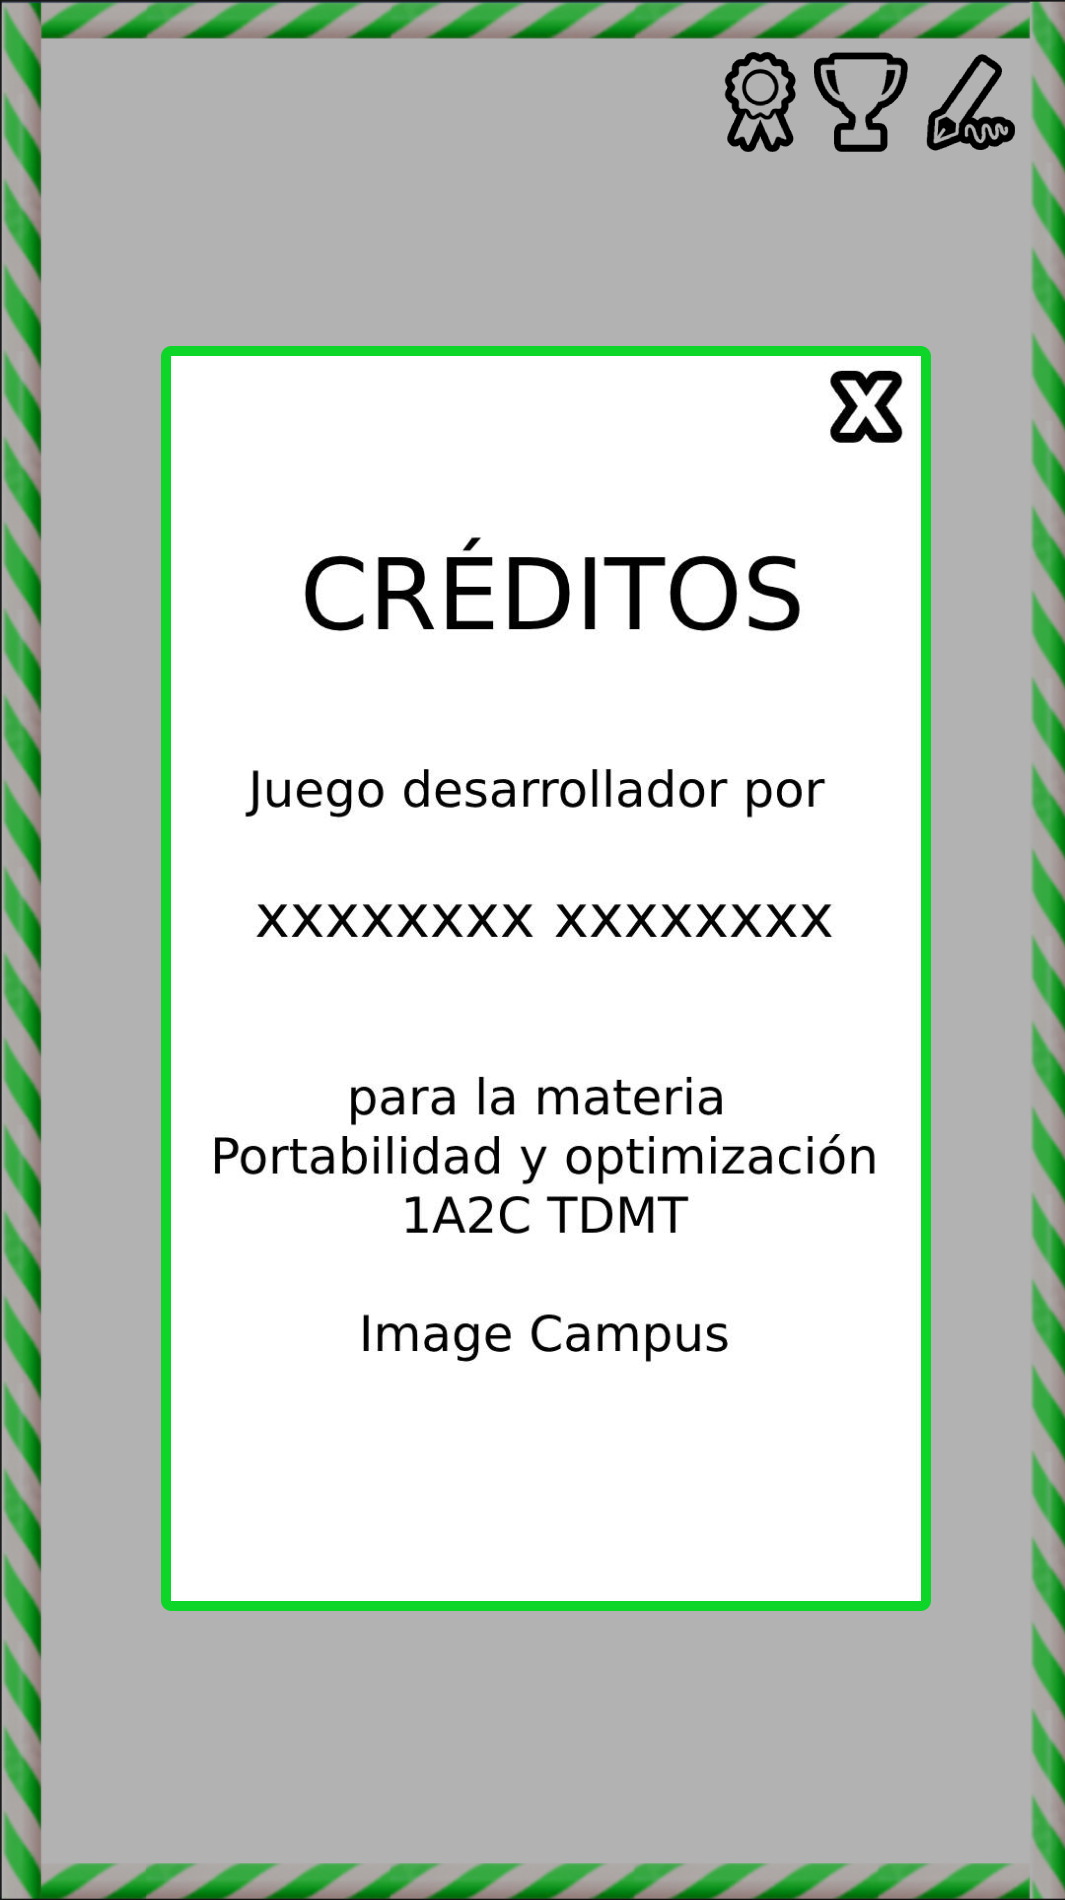 X
CRÉDITOS
Juego desarrollador por
xxxxxxxx xxxxxxxx
para la materia
Portabilidad y optimización
1A2C TDMT
Image Campus